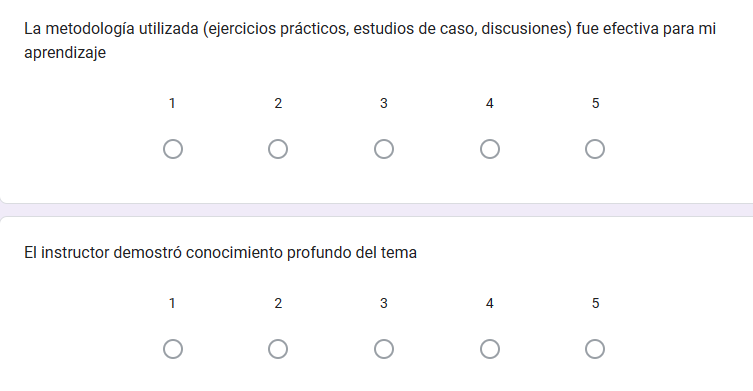 La metodología utilizada (ejercicios prácticos, estudios de caso, discusiones) fue efectiva para mi
aprendizaje
1 2 3 4 5
El instructor demostró conocimiento profundo del tema
1 2 3 4 5